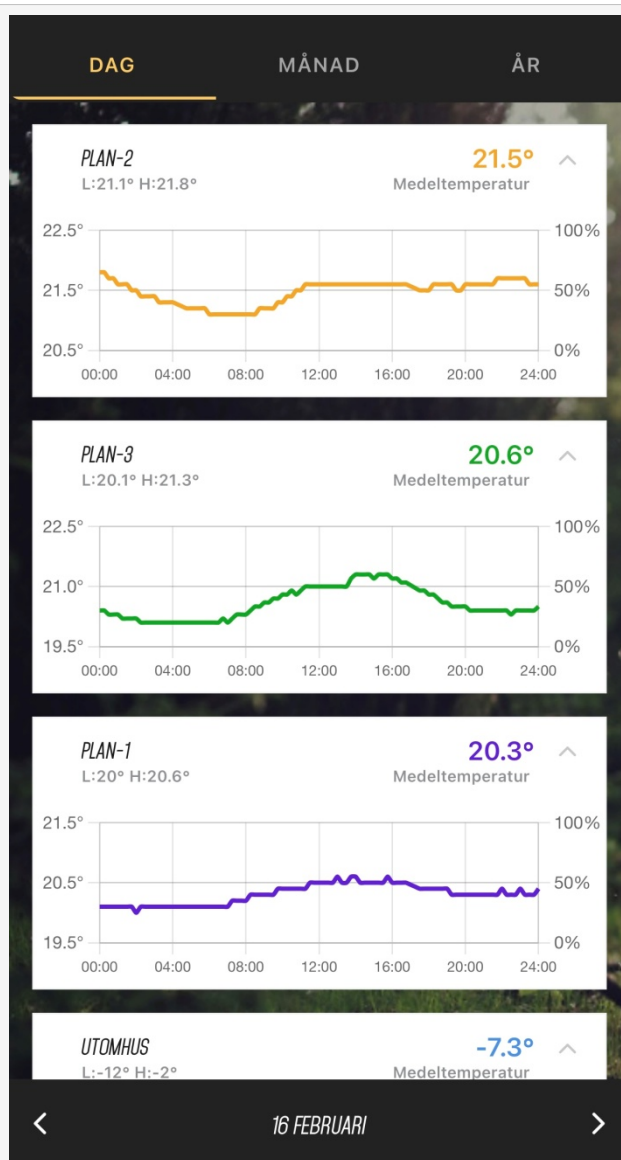 DAG MÅNAD ÅR
PLAN-2 21.5°
L:21.1° H:21.8° Medeltemperatur
22.5° 100%
21.5° 50%
20.5° 0%
00:00 04:00 08:00 12:00 16:00 20:00 24:00
PLAN-3 20.6°
L:20.1° H:21.3° Medeltemperatur
22.5° 100%
21.0° 50%
19.5° 0%
00:00 04:00 08:00 12:00 16:00 20:00 24:00
PLAN-1 20.3°
L:20° H:20.6° Medeltemperatur
21.5° 100%
20.5° 50%
19.5° 0%
00:00 04:00 08:00 12:00 16:00 20:00 24:00
UTOMHUS -7.3°
L:-12° H:-2° Medeltemperatur
16 FEBRUARI